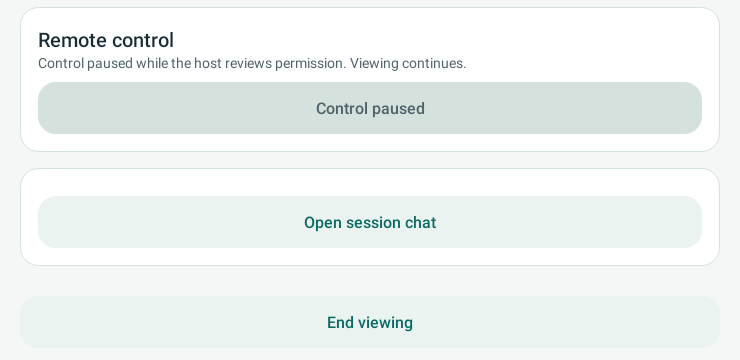 Remote control
Control paused while the host reviews permission. Viewing continues.
Control paused
Open session chat
End viewing